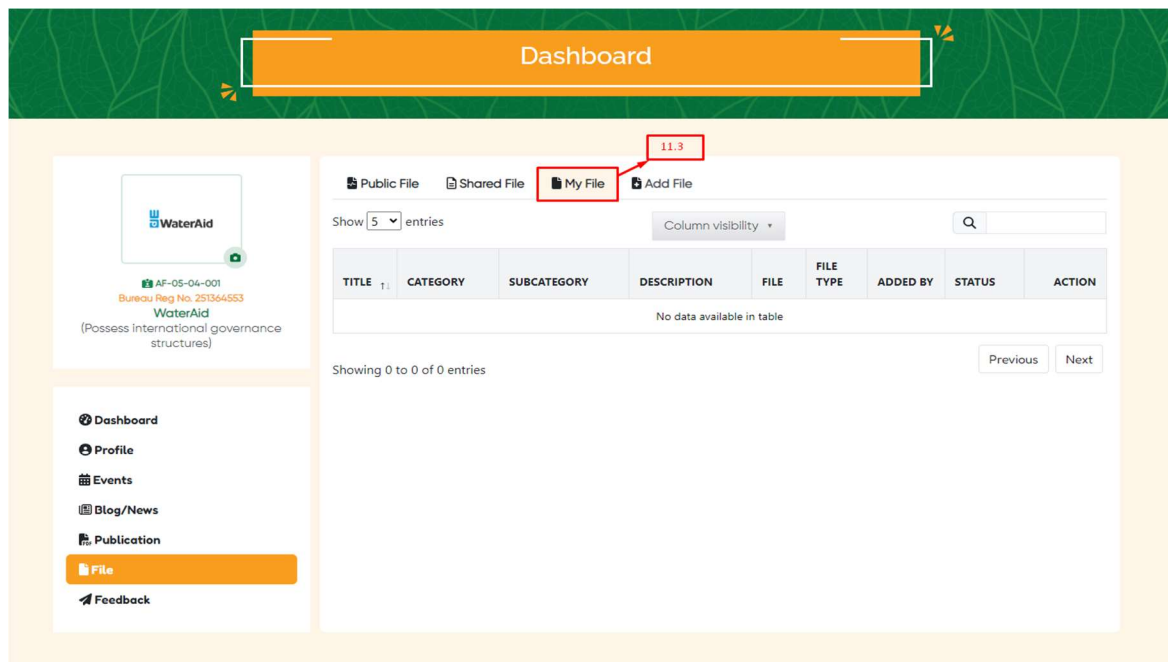 Dashboard
11.3
Public File Shared File My File Add File
Show 5 entries
Column visibility
TITLE CATEGORY SUBCATEGORY DESCRIPTION FILE FILE TYPE ADDED BY STATUS ACTION
No data available in table
Showing 0 to 0 of 0 entries
Previous Next
WaterAid
AF-05-04-001
Bureau Reg No. 251364553
WaterAid
(Possess international governance
structures)
Dashboard
Profile
Events
Blog/News
Publication
File
Feedback